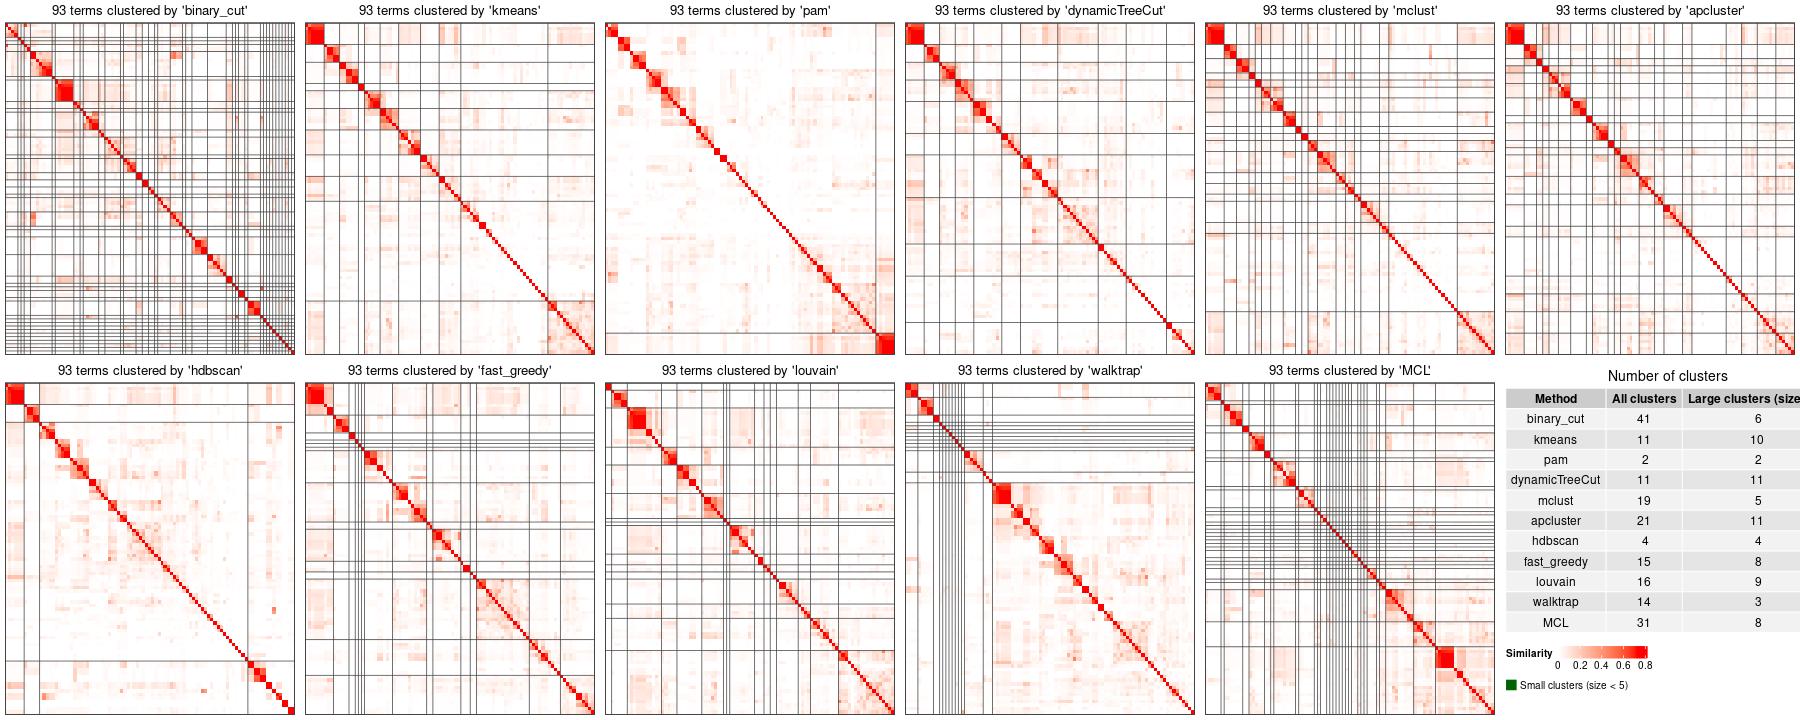 93 terms clustered by 'binary_cut'
93 terms clustered by 'kmeans'
93 terms clustered by 'pam'
93 terms clustered by 'dynamicTreeCut'
93 terms clustered by 'mclust'
93 terms clustered by 'apcluster'
93 terms clustered by 'hdbscan'
93 terms clustered by 'fast_greedy'
93 terms clustered by 'louvain'
93 terms clustered by 'walktrap'
93 terms clustered by 'MCL'
Number of clusters
Method All clusters Large clusters (size
binary_cut 41 6
kmeans 11 10
pam 2 2
dynamicTreeCut 11 11
mclust 19 5
apcluster 21 11
hdbscan 4 4
fast_greedy 15 8
louvain 16 9
walktrap 14 3
MCL 31 8
Similarity
0 0.2 0.4 0.6 0.8
Small clusters (size < 5)